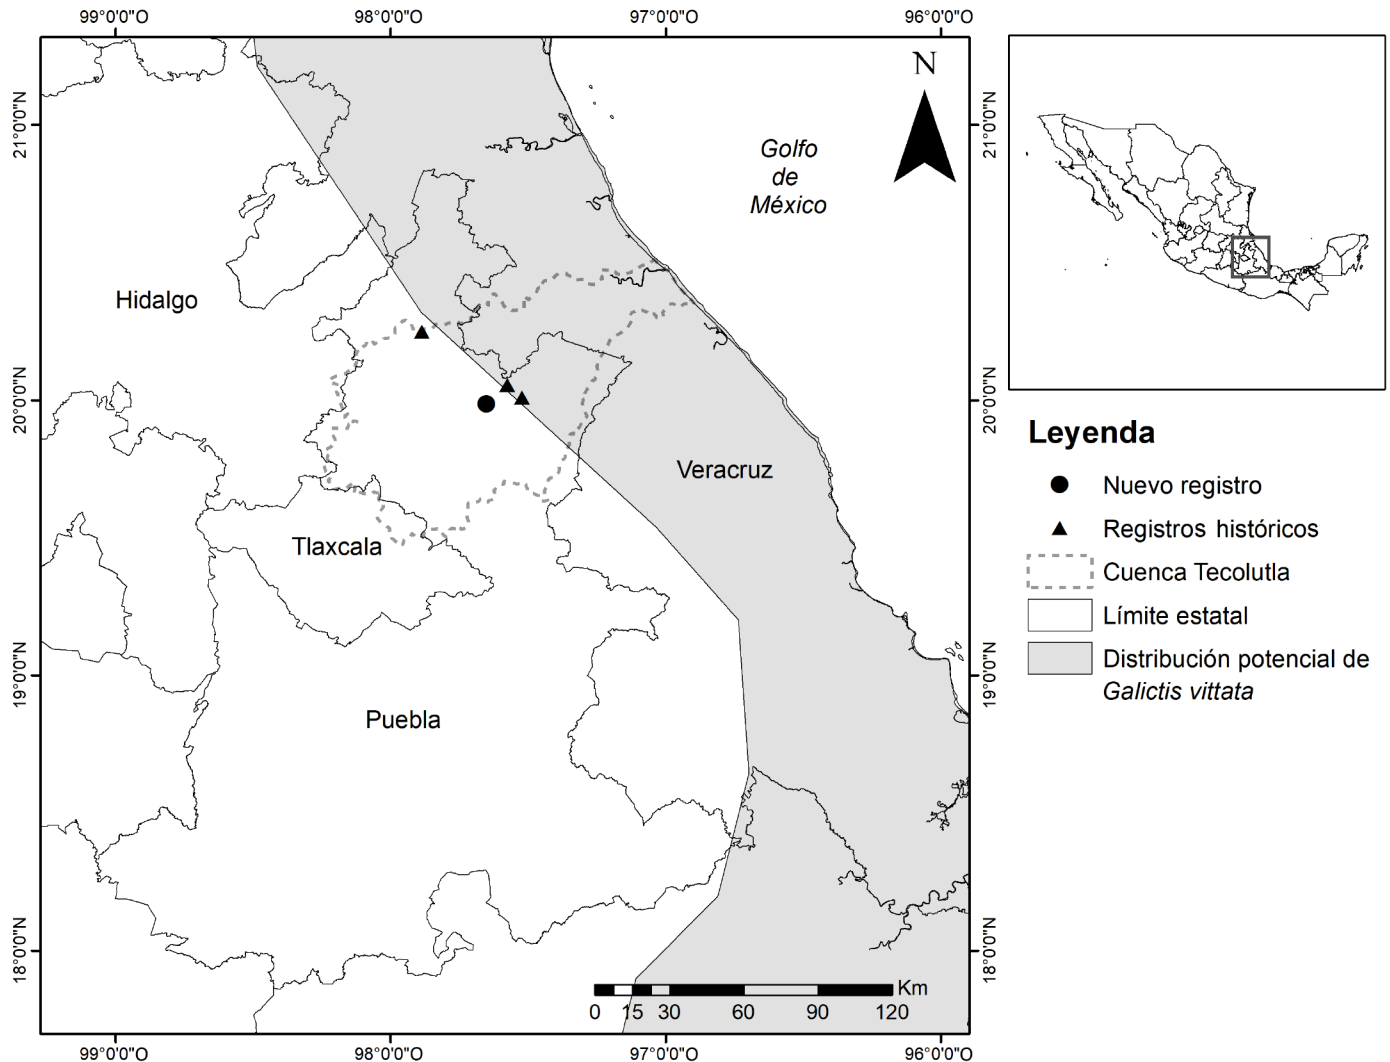 99°0'0"O 98°0'0"O 97°0'0"O 96°0'0"O
21°0'0"N
21°0'0"N
N
Golfo
de
México
Hidalgo
20°0'0"N
20°0'0"N
Veracruz
Tlaxcala
19°0'0"N
19°0'0"N
Puebla
18°0'0"N
18°0'0"N
Km
0 15 30 60 90 120
99°0'0"O 98°0'0"O 97°0'0"O 96°0'0"O
Leyenda
Nuevo registro
Registros históricos
Cuenca Tecolutla
Límite estatal
Distribución potencial de
Galictis vittata